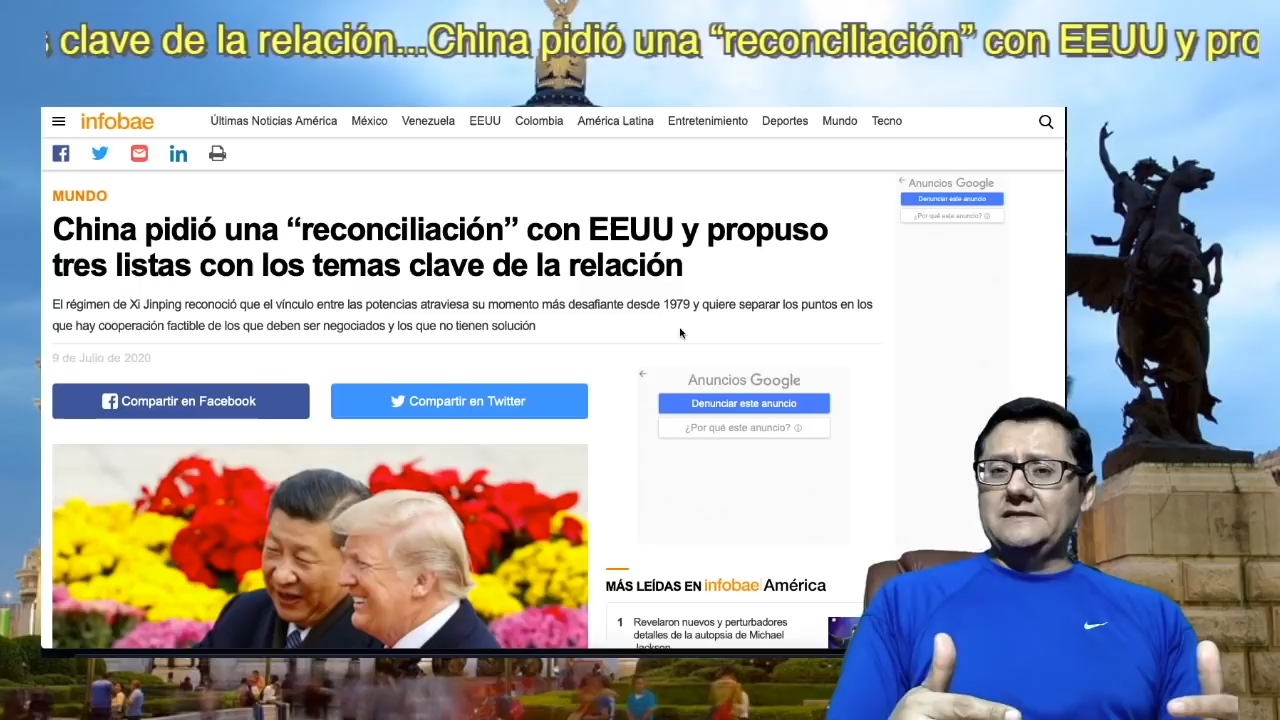 clave de la relación...China pidió una “reconciliación” con EEUU y pro
infobae
Últimas Noticias América México Venezuela EEUU Colombia América Latina Entretenimiento Deportes Mundo Tecno
MUNDO
China pidió una “reconciliación” con EEUU y propuso
tres listas con los temas clave de la relación
El régimen de Xi Jinping reconoció que el vínculo entre las potencias atraviesa su momento más desafiante desde 1979 y quiere separar los puntos en los
que hay cooperación factible de los que deben ser negociados y los que no tienen solución
9 de Julio de 2020
Compartir en Facebook
Compartir en Twitter
Anuncios Google
Denunciar este anuncio
¿Por qué este anuncio?
Anuncios Google
Denunciar este anuncio
¿Por qué este anuncio?
MÁS LEÍDAS EN infobae América
1 Revelaron nuevos y perturbadores
detalles de la autopsia de Michael
Jackson